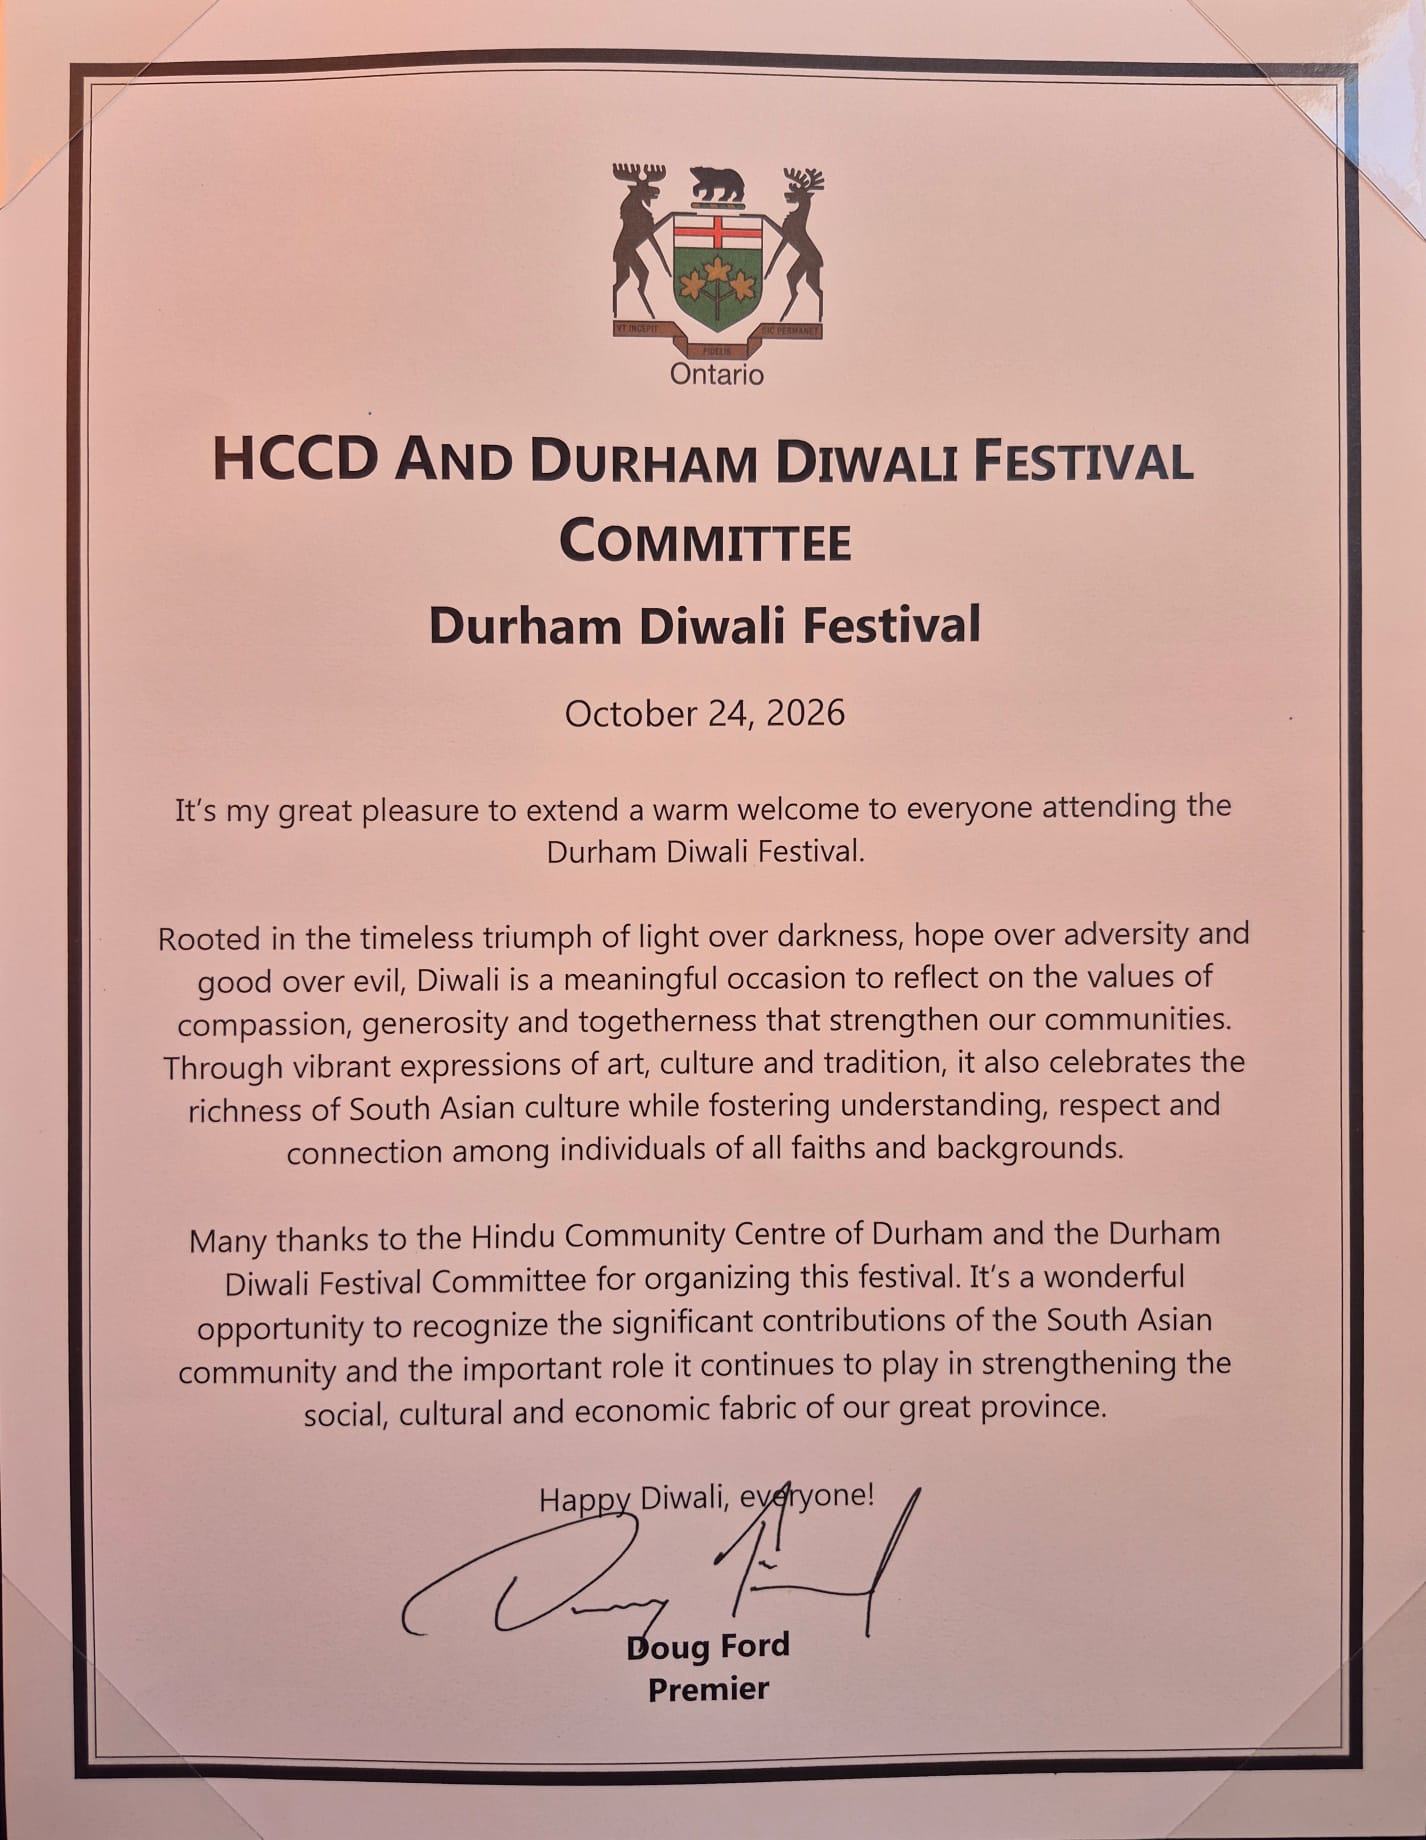 VT INCEPIT
FIDELIS
SIC PERMANET
Ontario
HCCD AND DURHAM DIWALI FESTIVAL
COMMITTEE
Durham Diwali Festival
October 24, 2026
It's my great pleasure to extend a warm welcome to everyone attending the
Durham Diwali Festival.
Rooted in the timeless triumph of light over darkness, hope over adversity and
good over evil, Diwali is a meaningful occasion to reflect on the values of
compassion, generosity and togetherness that strengthen our communities.
Through vibrant expressions of art, culture and tradition, it also celebrates the
richness of South Asian culture while fostering understanding, respect and
connection among individuals of all faiths and backgrounds.
Many thanks to the Hindu Community Centre of Durham and the Durham
Diwali Festival Committee for organizing this festival. It's a wonderful
opportunity to recognize the significant contributions of the South Asian
community and the important role it continues to play in strengthening the
social, cultural and economic fabric of our great province.
Happy Diwali, everyone!
Doug Ford
Doug Ford
Premier